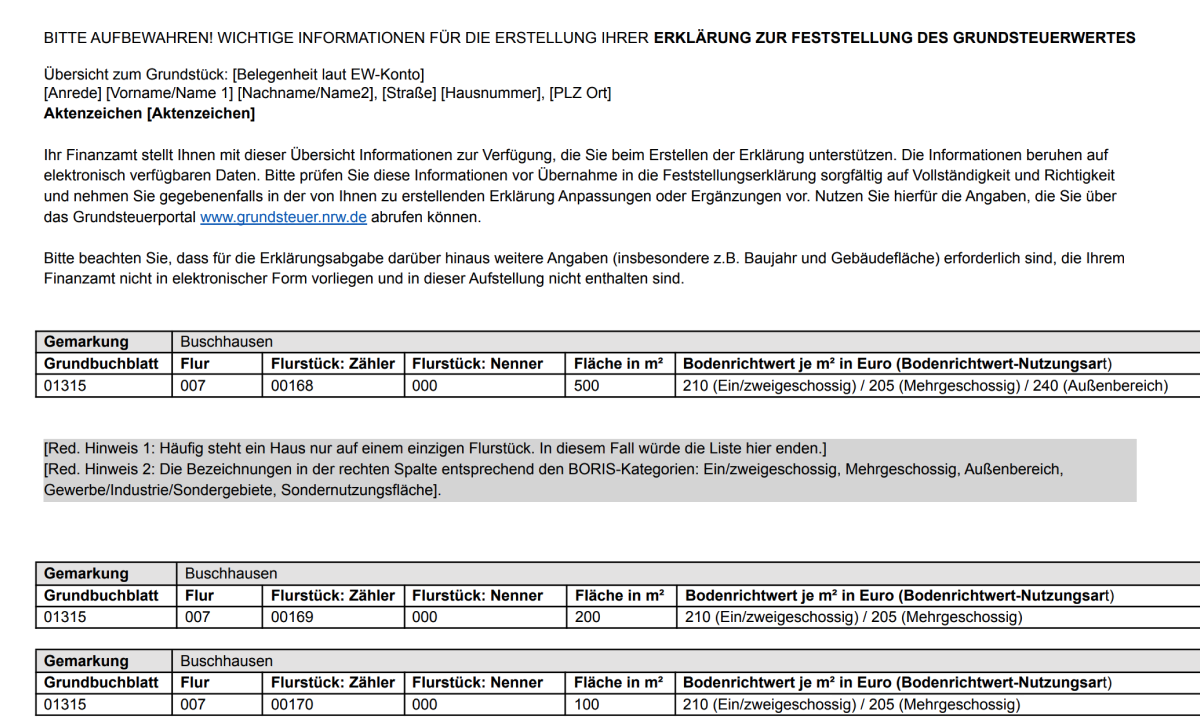 BITTE AUFBEWAHREN! WICHTIGE INFORMATIONEN FÜR DIE ERSTELLUNG IHRER ERKLÄRUNG ZUR FESTSTELLUNG DES GRUNDSTEUERWERTES
Übersicht zum Grundstück: [Belegenheit laut EW-Konto]
[Anrede] [Vorname/Name 1] [Nachname/Name2], [Straße] [Hausnummer], [PLZ Ort]
Aktenzeichen [Aktenzeichen]
Ihr Finanzamt stellt Ihnen mit dieser Übersicht Informationen zur Verfügung, die Sie beim Erstellen der Erklärung unterstützen. Die Informationen beruhen auf
elektronisch verfügbaren Daten. Bitte prüfen Sie diese Informationen vor Übernahme in die Feststellungserklärung sorgfältig auf Vollständigkeit und Richtigkeit
und nehmen Sie gegebenenfalls in der von Ihnen zu erstellenden Erklärung Anpassungen oder Ergänzungen vor. Nutzen Sie hierfür die Angaben, die Sie über
das Grundsteuerportal www.grundsteuer.nrw.de abrufen können.
Bitte beachten Sie, dass für die Erklärungsabgabe darüber hinaus weitere Angaben (insbesondere z.B. Baujahr und Gebäudefläche) erforderlich sind, die Ihrem
Finanzamt nicht in elektronischer Form vorliegen und in dieser Aufstellung nicht enthalten sind.
Gemarkung Buschhausen
Grundbuchblatt Flur Flurstück: Zähler Flurstück: Nenner Fläche in m² Bodenrichtwert je m² in Euro (Bodenrichtwert-Nutzungsart)
01315 007 00168 000 500 210 (Ein/zweigeschossig) / 205 (Mehrgeschossig) / 240 (Außenbereich)
[Red. Hinweis 1: Häufig steht ein Haus nur auf einem einzigen Flurstück. In diesem Fall würde die Liste hier enden.]
[Red. Hinweis 2: Die Bezeichnungen in der rechten Spalte entsprechend den BORIS-Kategorien: Ein/zweigeschossig, Mehrgeschossig, Außenbereich,
Gewerbe/Industrie/Sondergebiete, Sondernutzungsfläche].
Gemarkung Buschhausen
Grundbuchblatt Flur Flurstück: Zähler Flurstück: Nenner Fläche in m² Bodenrichtwert je m² in Euro (Bodenrichtwert-Nutzungsart)
01315 007 00169 000 200 210 (Ein/zweigeschossig) / 205 (Mehrgeschossig)
Gemarkung Buschhausen
Grundbuchblatt Flur Flurstück: Zähler Flurstück: Nenner Fläche in m² Bodenrichtwert je m² in Euro (Bodenrichtwert-Nutzungsart)
01315 007 00170 000 100 210 (Ein/zweigeschossig) / 205 (Mehrgeschossig)